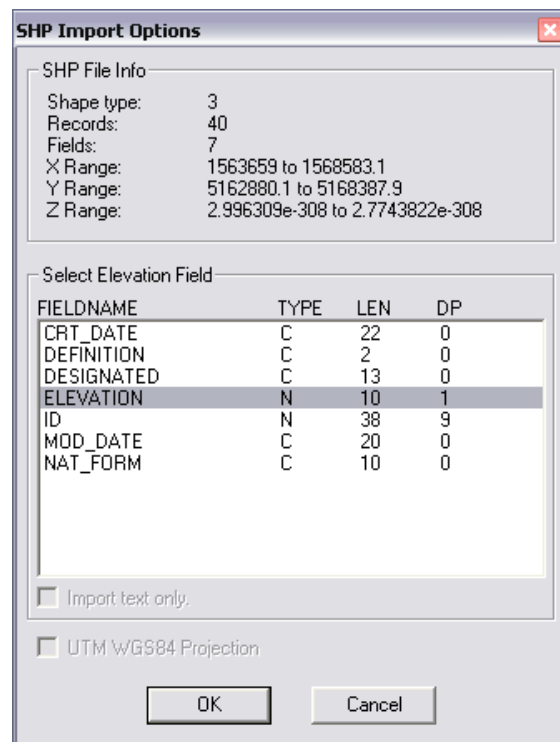 SHP Import Options
SHP File Info
Shape type: 3
Records: 40
Fields: 7
X Range: 1563659 to 1568583.1
Y Range: 5162880.1 to 5168387.9
Z Range: 2.996309e-308 to 2.7743822e-308
Select Elevation Field
FIELDNAME TYPE LEN DP
CRT_DATE C 22 0
DEFINITION C 2 0
DESIGNATED C 13 0
ELEVATION N 10 1
ID N 38 9
MOD_DATE C 20 0
NAT_FORM C 10 0
Import text only.
UTM WGS84 Projection
OK Cancel